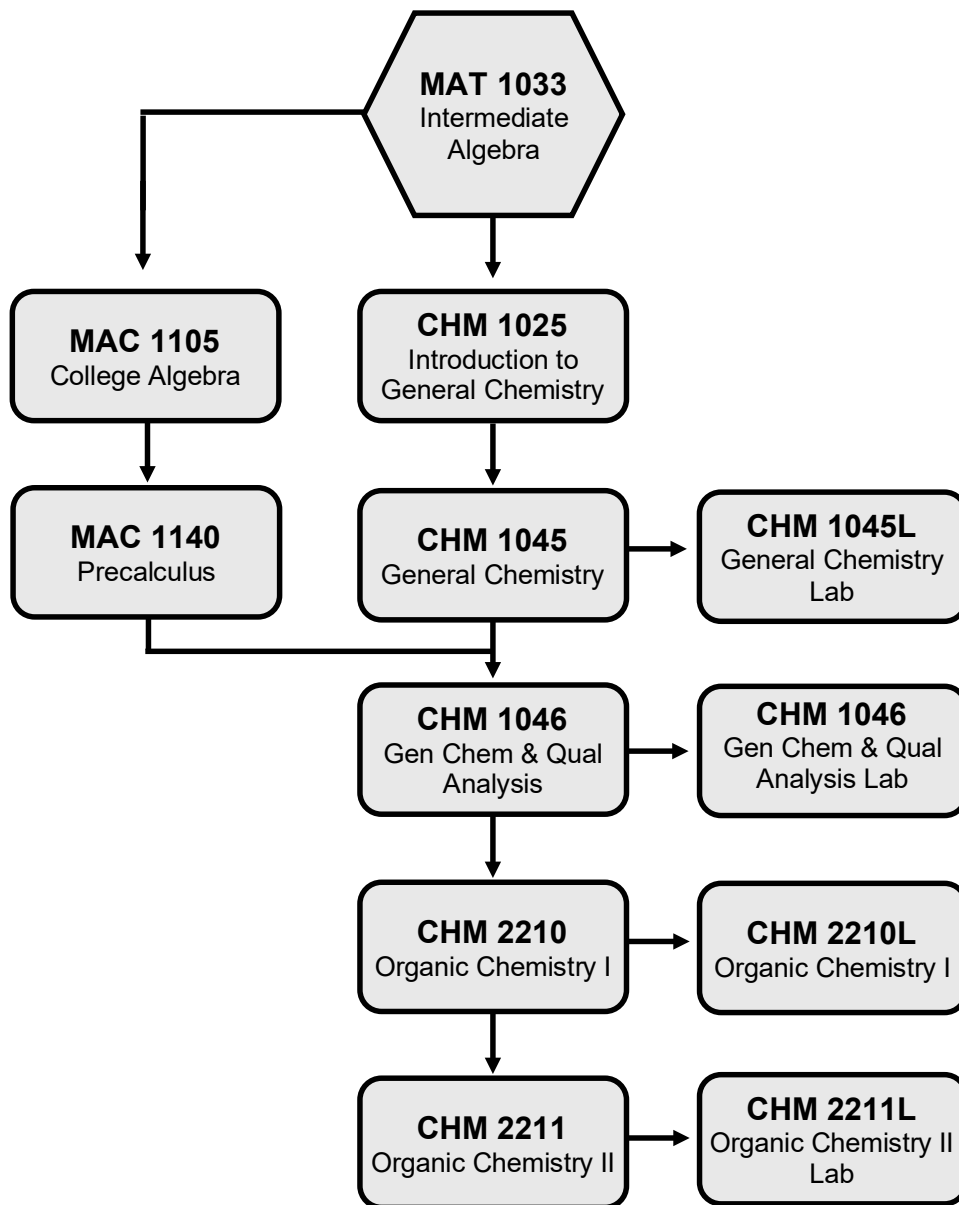 MAT 1033
Intermediate
Algebra
MAC 1105
College Algebra
CHM 1025
Introduction to
General Chemistry
MAC 1140
Precalculus
CHM 1045
General Chemistry
CHM 1045L
General Chemistry
Lab
CHM 1046
Gen Chem & Qual
Analysis
CHM 1046
Gen Chem & Qual
Analysis Lab
CHM 2210
Organic Chemistry I
CHM 2210L
Organic Chemistry I
CHM 2211
Organic Chemistry II
CHM 2211L
Organic Chemistry II
Lab